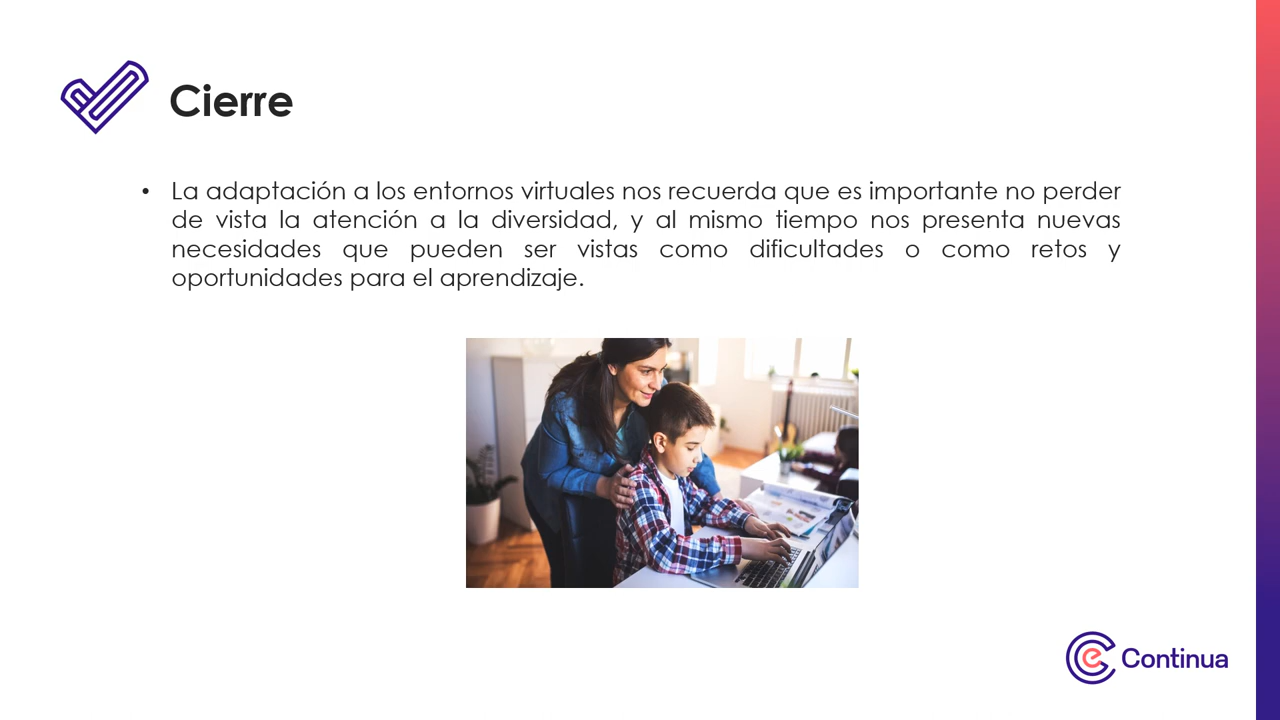 Cierre
• La adaptación a los entornos virtuales nos recuerda que es importante no perder
de vista la atención a la diversidad, y al mismo tiempo nos presenta nuevas
necesidades que pueden ser vistas como dificultades o como retos y
oportunidades para el aprendizaje.
e Continua